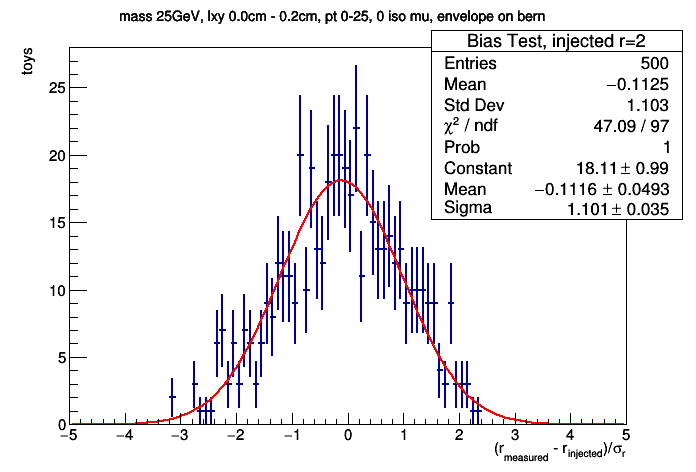 mass 25GeV, lxy 0.0cm - 0.2cm, pt 0-25, 0 iso mu, envelope on bern
Bias Test, injected r=2
Entries 500
Mean −0.1125
Std Dev 1.103
χ² / ndf 47.09 / 97
Prob 1
Constant 18.11 ± 0.99
Mean −0.1116 ± 0.0493
Sigma 1.101 ± 0.035
toys
25
20
15
10
5
0
−5 −4 −3 −2 −1 0 1 2 3 4 5
(r_measured - r_injected)/σ_r